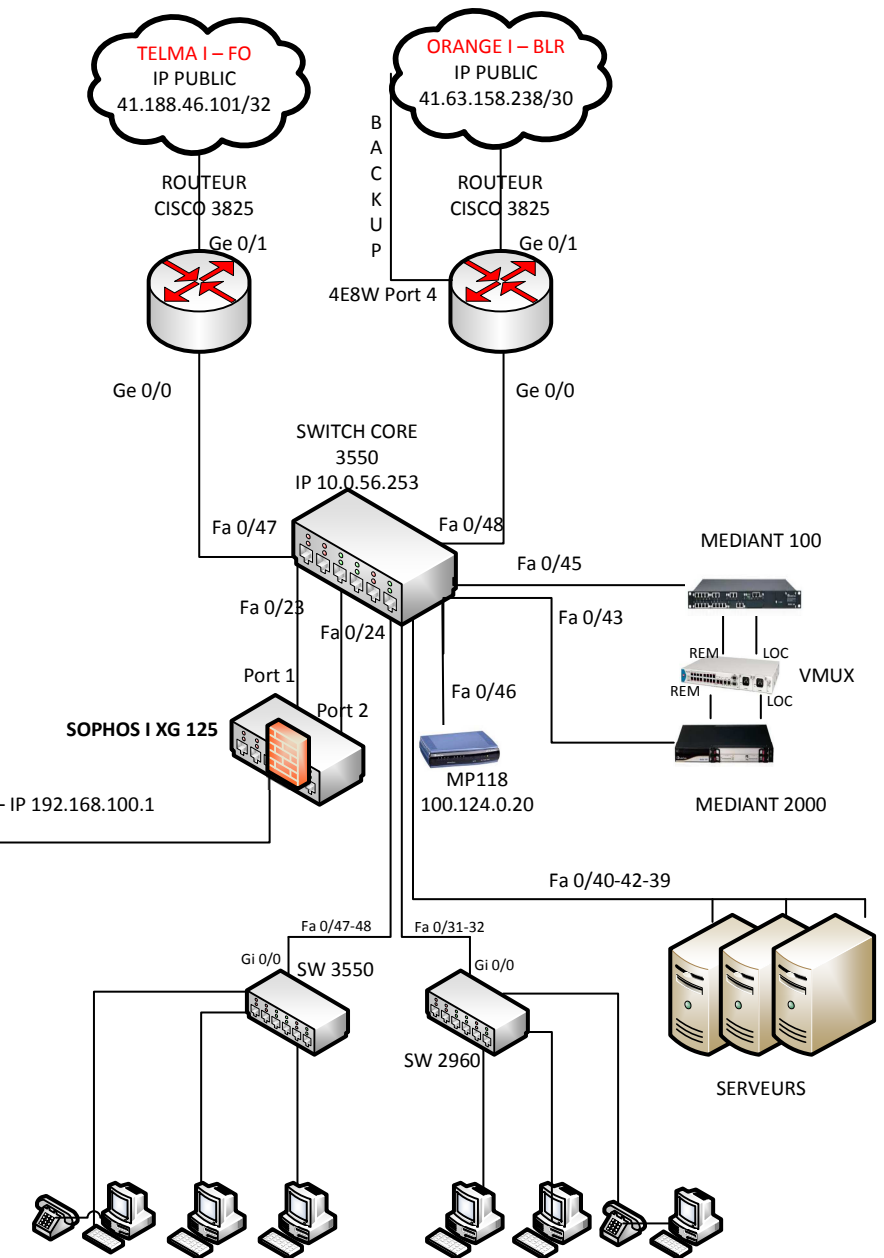 TELMA I – FO
IP PUBLIC
41.188.46.101/32
ORANGE I – BLR
IP PUBLIC
41.63.158.238/30
B
A
C
K
U
P
ROUTEUR
CISCO 3825
Ge 0/1
ROUTEUR
CISCO 3825
Ge 0/1
4E8W Port 4
Ge 0/0
Ge 0/0
SWITCH CORE
3550
IP 10.0.56.253
Fa 0/47
Fa 0/48
MEDIANT 100
Fa 0/45
Fa 0/23
Fa 0/24
Fa 0/43
REM
LOC
VMUX
REM
LOC
Port 1
Port 2
Fa 0/46
SOPHOS I XG 125
MP118
100.124.0.20
MEDIANT 2000
- IP 192.168.100.1
Fa 0/40-42-39
Fa 0/47-48
Fa 0/31-32
Gi 0/0
SW 3550
Gi 0/0
SW 2960
SERVEURS